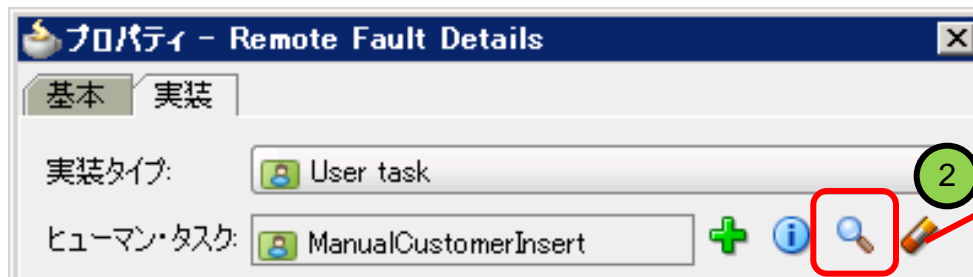 プロパティ - Remote Fault Details
基本 実装
実装タイプ: User task
2
ヒューマン・タスク: ManualCustomerInsert